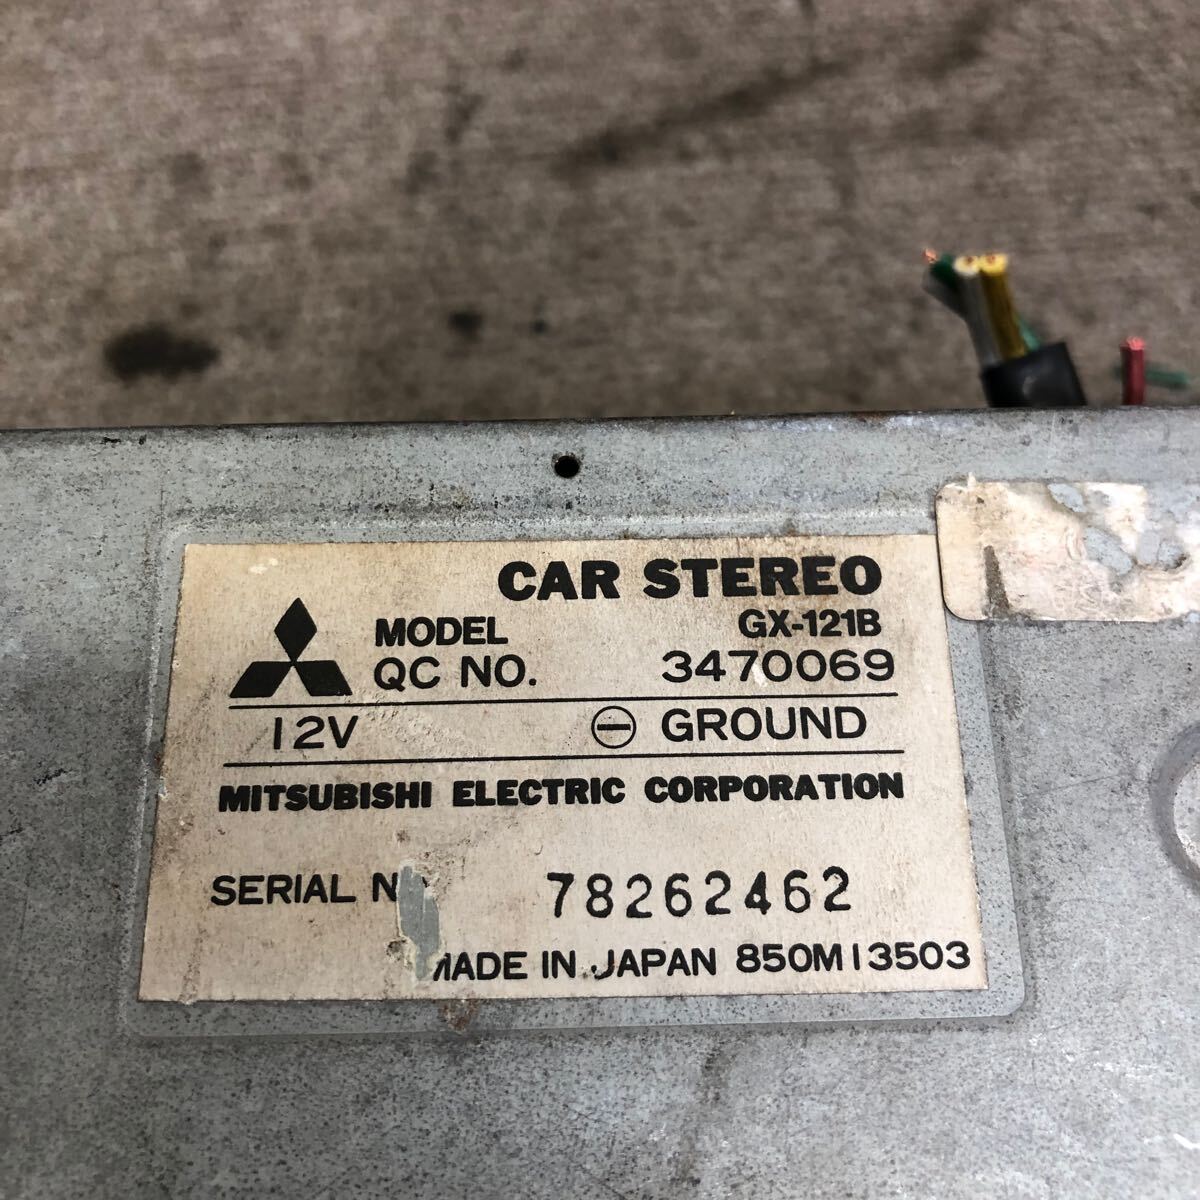 CAR STEREO
MODEL GX-121B
QC NO. 3470069
12V ⊖ GROUND
MITSUBISHI ELECTRIC CORPORATION
SERIAL N 78262462
MADE IN JAPAN 850M13503